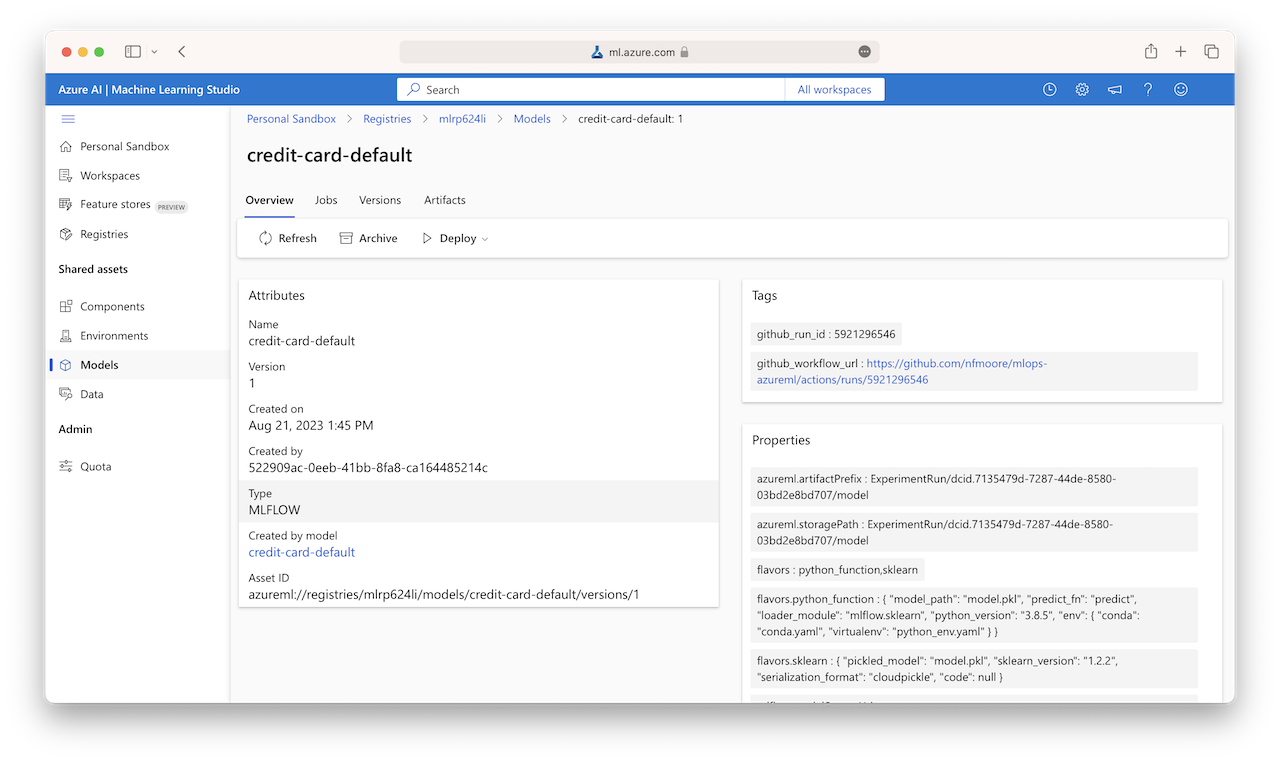 ml.azure.com
Azure AI | Machine Learning Studio
Search
All workspaces
Personal Sandbox
Workspaces
Feature stores PREVIEW
Registries
Shared assets
Components
Environments
Models
Data
Admin
Quota
Personal Sandbox > Registries > mlrp624li > Models > credit-card-default: 1
credit-card-default
Overview Jobs Versions Artifacts
Refresh Archive Deploy
Attributes
Name
credit-card-default
Version
1
Created on
Aug 21, 2023 1:45 PM
Created by
522909ac-0eeb-41bb-8fa8-ca164485214c
Type
MLFLOW
Created by model
credit-card-default
Asset ID
azureml://registries/mlrp624li/models/credit-card-default/versions/1
Tags
github_run_id : 5921296546
github_workflow_url : https://github.com/nfmoore/mlops-
azureml/actions/runs/5921296546
Properties
azureml.artifactPrefix : ExperimentRun/dcid.7135479d-7287-44de-8580-
03bd2e8bd707/model
azureml.storagePath : ExperimentRun/dcid.7135479d-7287-44de-8580-
03bd2e8bd707/model
flavors : python_function,sklearn
flavors.python_function : { "model_path": "model.pkl", "predict_fn": "predict",
"loader_module": "mlflow.sklearn", "python_version": "3.8.5", "env": { "conda":
"conda.yaml", "virtualenv": "python_env.yaml" } }
flavors.sklearn : { "pickled_model": "model.pkl", "sklearn_version": "1.2.2",
"serialization_format": "cloudpickle", "code": null }